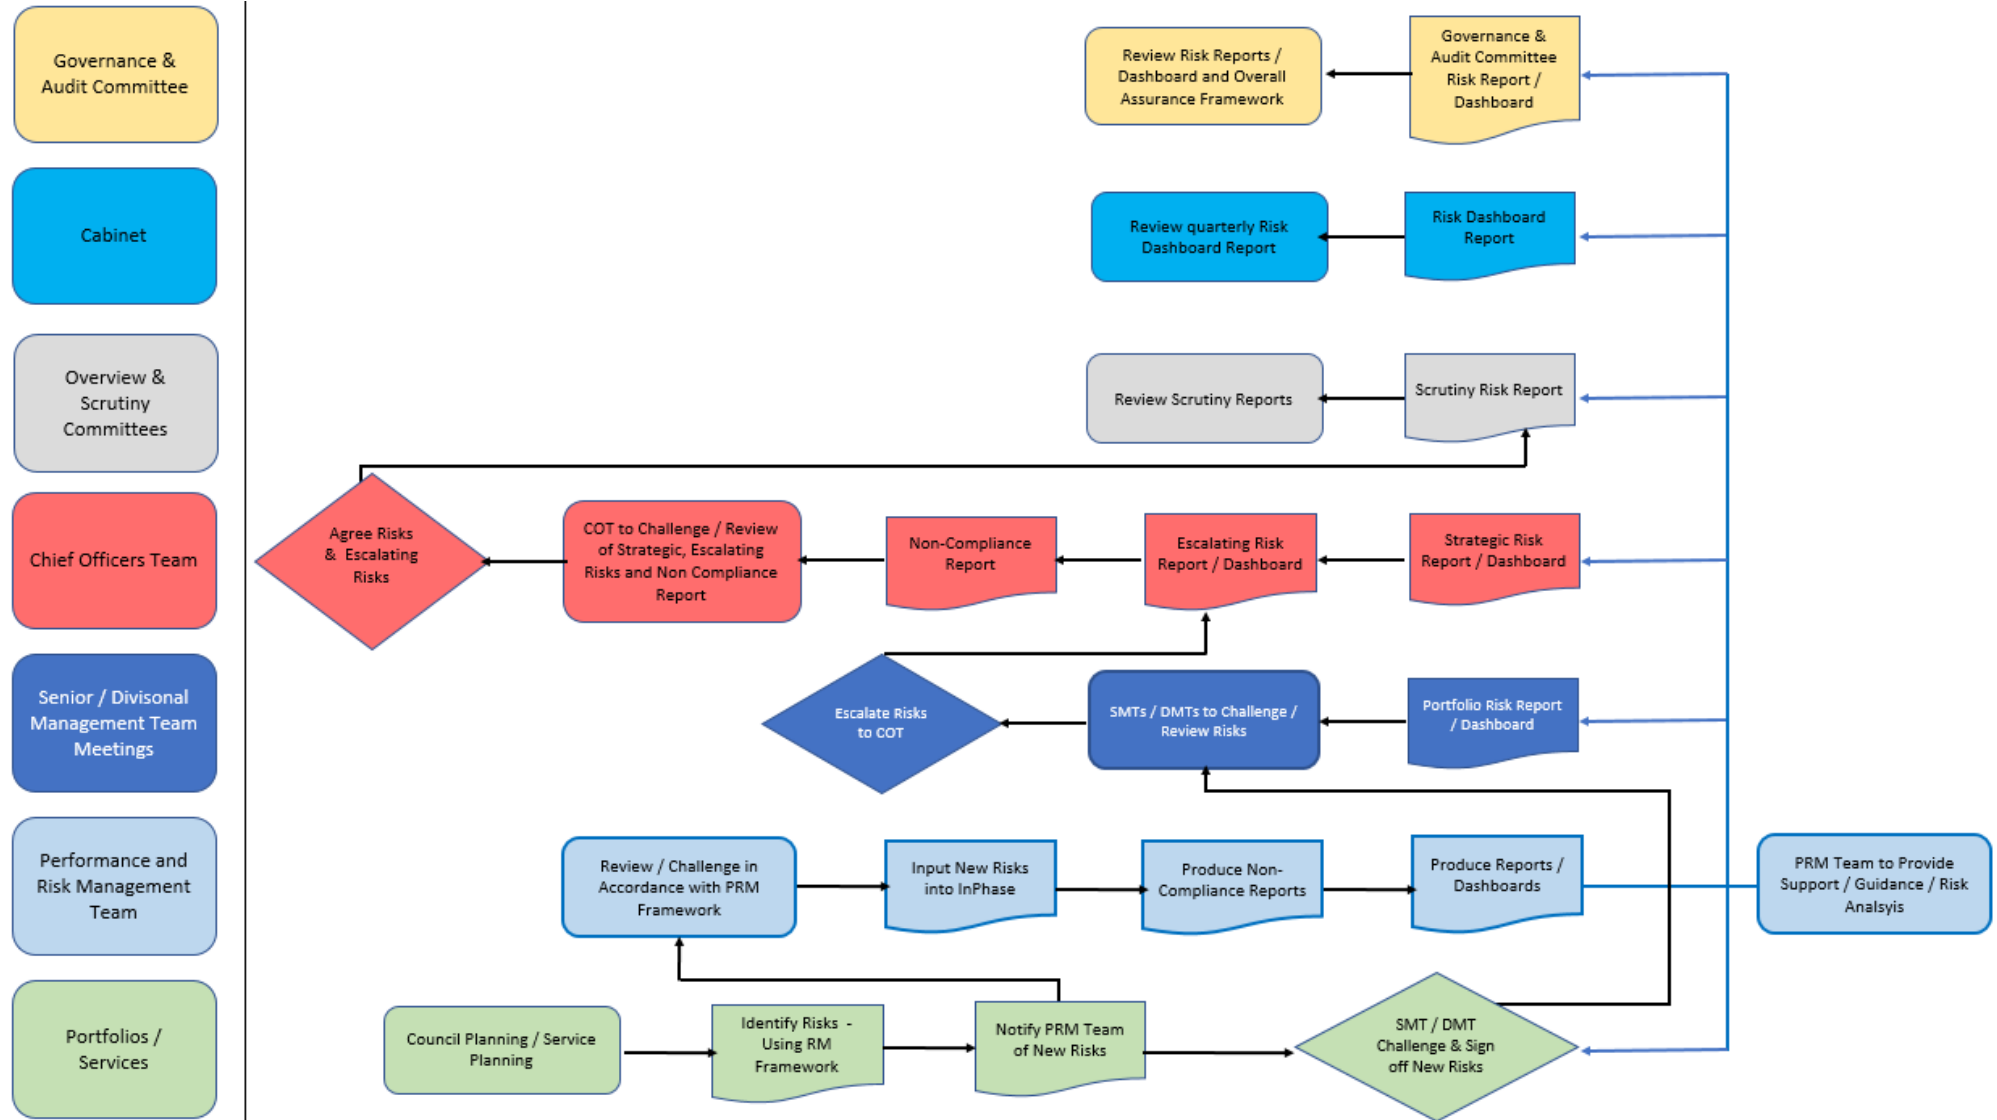 Governance &
Audit Committee
Review Risk Reports /
Dashboard and Overall
Assurance Framework
Governance &
Audit Committee
Risk Report /
Dashboard
Cabinet
Review quarterly Risk
Dashboard Report
Risk Dashboard
Report
Overview &
Scrutiny
Committees
Review Scrutiny Reports
Scrutiny Risk Report
Chief Officers Team
Agree Risks
& Escalating
Risks
COT to Challenge / Review
of Strategic, Escalating
Risks and Non Compliance
Report
Non-Compliance
Report
Escalating Risk
Report / Dashboard
Strategic Risk
Report / Dashboard
Senior / Divisonal
Management Team
Meetings
Escalate Risks
to COT
SMTs / DMTs to Challenge /
Review Risks
Portfolio Risk Report
/ Dashboard
Performance and
Risk Management
Team
Review / Challenge in
Accordance with PRM
Framework
Input New Risks
into InPhase
Produce Non-
Compliance Reports
Produce Reports /
Dashboards
PRM Team to Provide
Support / Guidance / Risk
Analsyis
Portfolios /
Services
Council Planning / Service
Planning
Identify Risks -
Using RM
Framework
Notify PRM Team
of New Risks
SMT / DMT
Challenge & Sign
off New Risks